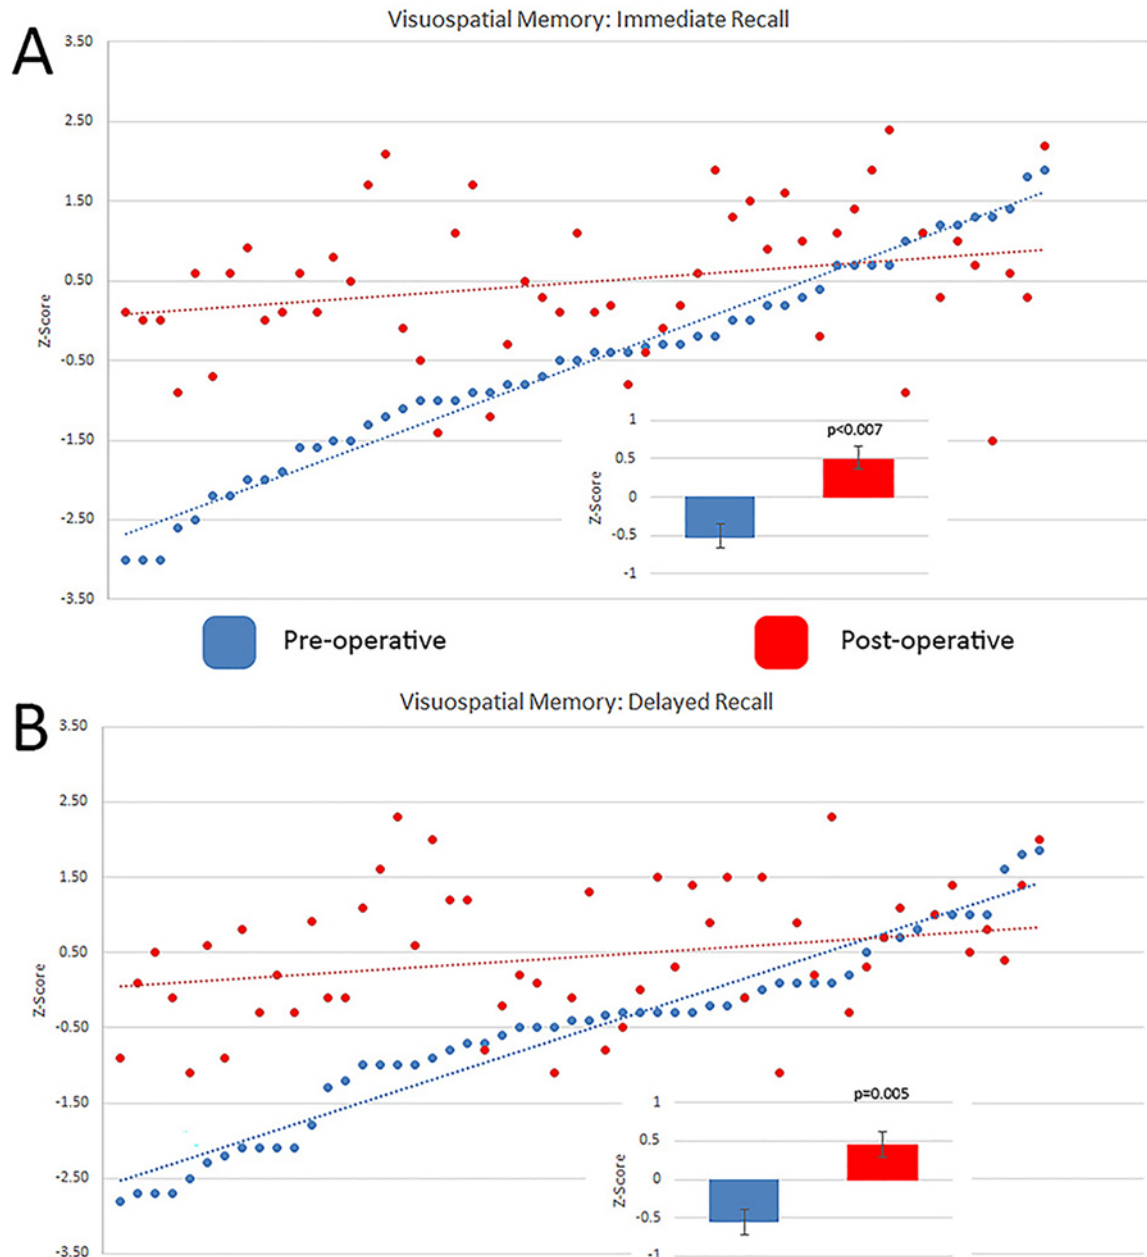 Visuospatial Memory: Immediate Recall
A
3.50
2.50
1.50
0.50
-0.50
-1.50
-2.50
-3.50
Z-Score
1
0.5
0
-0.5
-1
Z-Score
p<0.007
Pre-operative
Post-operative
Visuospatial Memory: Delayed Recall
B
3.50
2.50
1.50
0.50
-0.50
-1.50
-2.50
-3.50
Z-Score
1
0.5
0
-0.5
-1
Z-Score
p=0.005